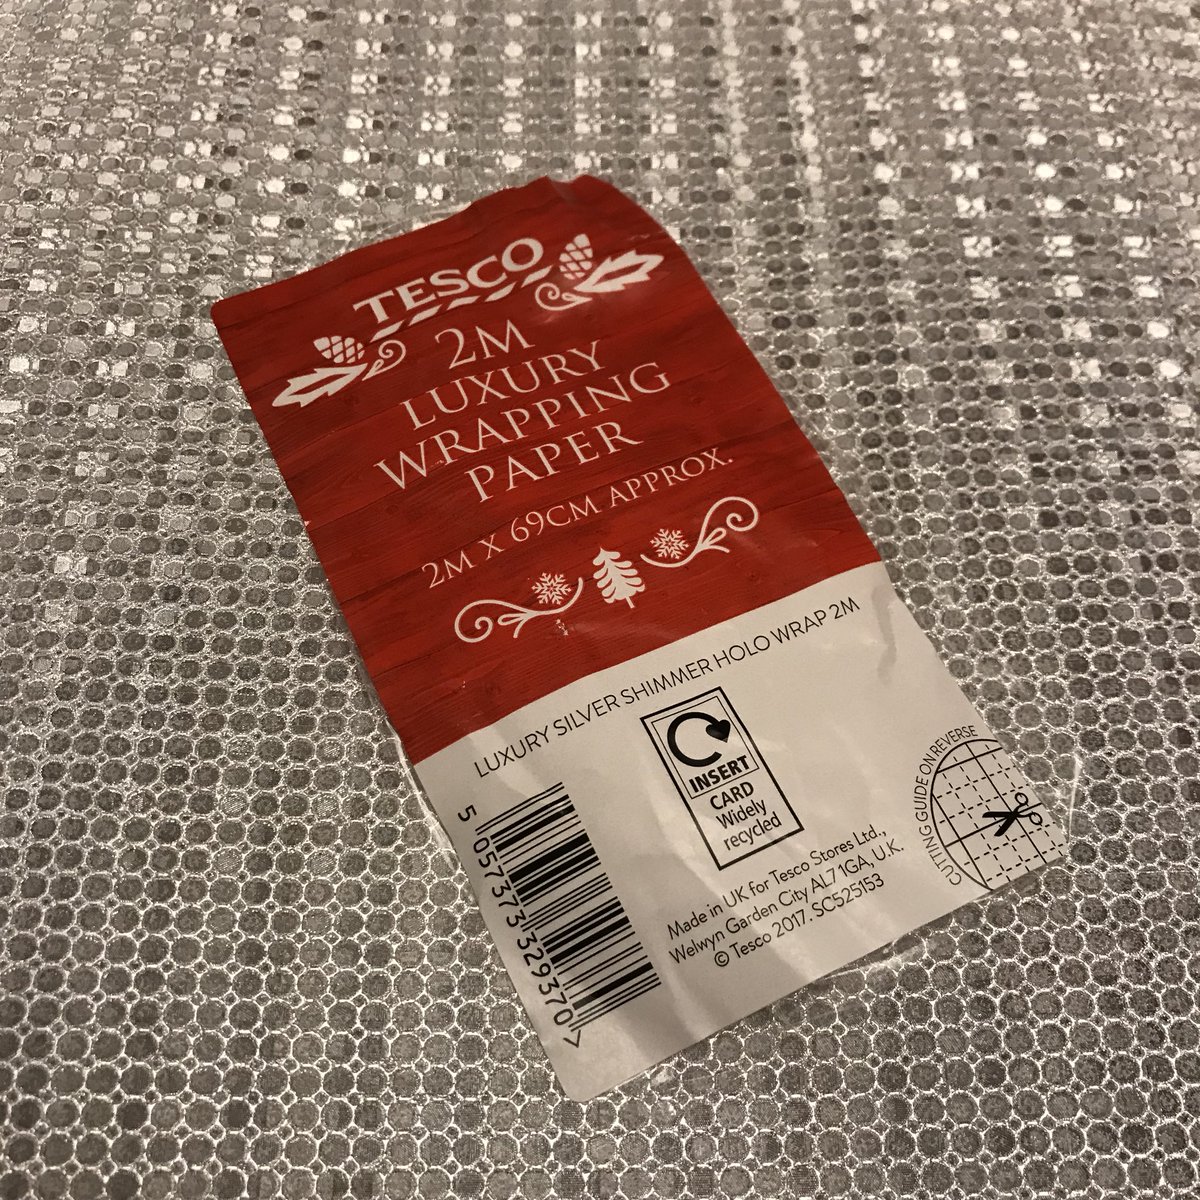 TESCO
2M
LUXURY
WRAPPING
PAPER
2M X 69CM APPROX.
LUXURY SILVER SHIMMER HOLO WRAP 2M
INSERT
CARD
Widely
recycled
CUTTING GUIDE ON REVERSE
5 057373 329370 >
Made in UK for Tesco Stores Ltd.,
Welwyn Garden City AL7 1GA, U.K.
© Tesco 2017. SC525153